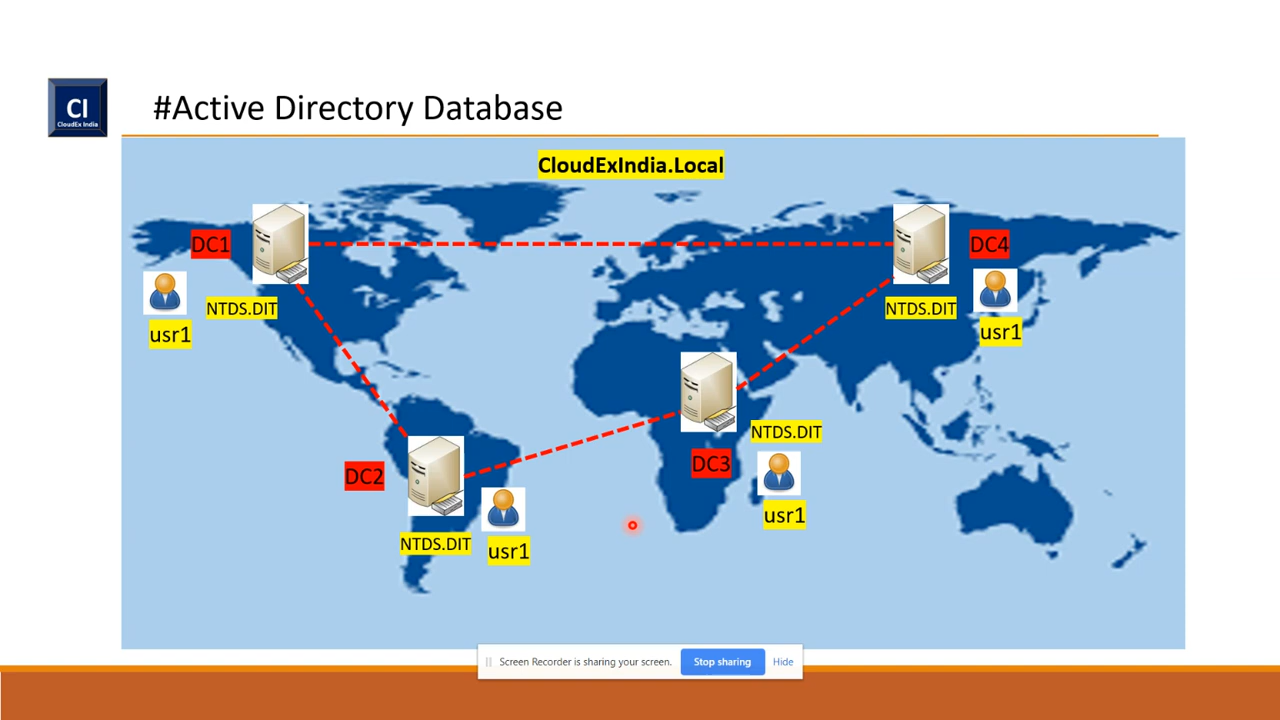 CI
CloudEx India
#Active Directory Database
CloudExIndia.Local
DC1
NTDS.DIT
usr1
DC4
NTDS.DIT
usr1
DC2
NTDS.DIT
usr1
NTDS.DIT
DC3
usr1
Screen Recorder is sharing your screen.
Stop sharing
Hide